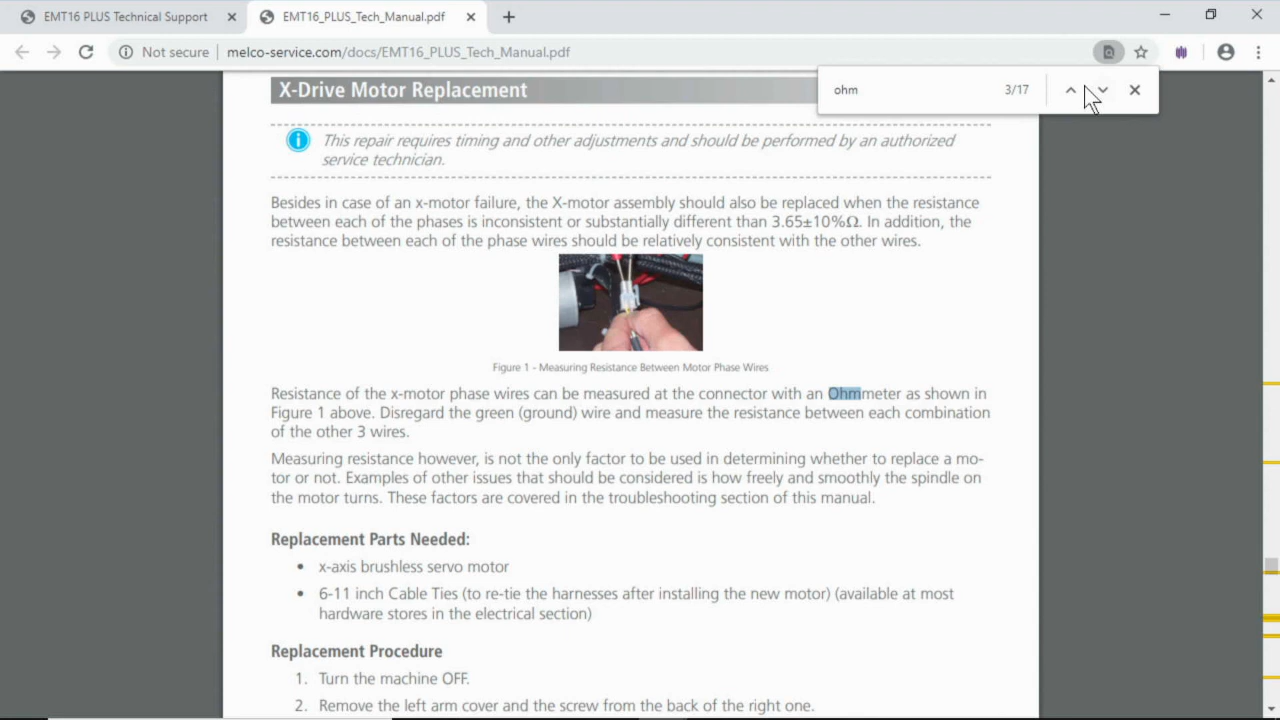 EMT16 PLUS Technical Support
EMT16_PLUS_Tech_Manual.pdf
Not secure
melco-service.com/docs/EMT16_PLUS_Tech_Manual.pdf
ohm
3/17
X-Drive Motor Replacement
This repair requires timing and other adjustments and should be performed by an authorized
service technician.
Besides in case of an x-motor failure, the X-motor assembly should also be replaced when the resistance
between each of the phases is inconsistent or substantially different than 3.65±10%Ω. In addition, the
resistance between each of the phase wires should be relatively consistent with the other wires.
Figure 1 - Measuring Resistance Between Motor Phase Wires
Resistance of the x-motor phase wires can be measured at the connector with an Ohmmeter as shown in
Figure 1 above. Disregard the green (ground) wire and measure the resistance between each combination
of the other 3 wires.
Measuring resistance however, is not the only factor to be used in determining whether to replace a mo-
tor or not. Examples of other issues that should be considered is how freely and smoothly the spindle on
the motor turns. These factors are covered in the troubleshooting section of this manual.
Replacement Parts Needed:
• x-axis brushless servo motor
• 6-11 inch Cable Ties (to re-tie the harnesses after installing the new motor) (available at most
hardware stores in the electrical section)
Replacement Procedure
1. Turn the machine OFF.
2. Remove the left arm cover and the screw from the back of the right one.